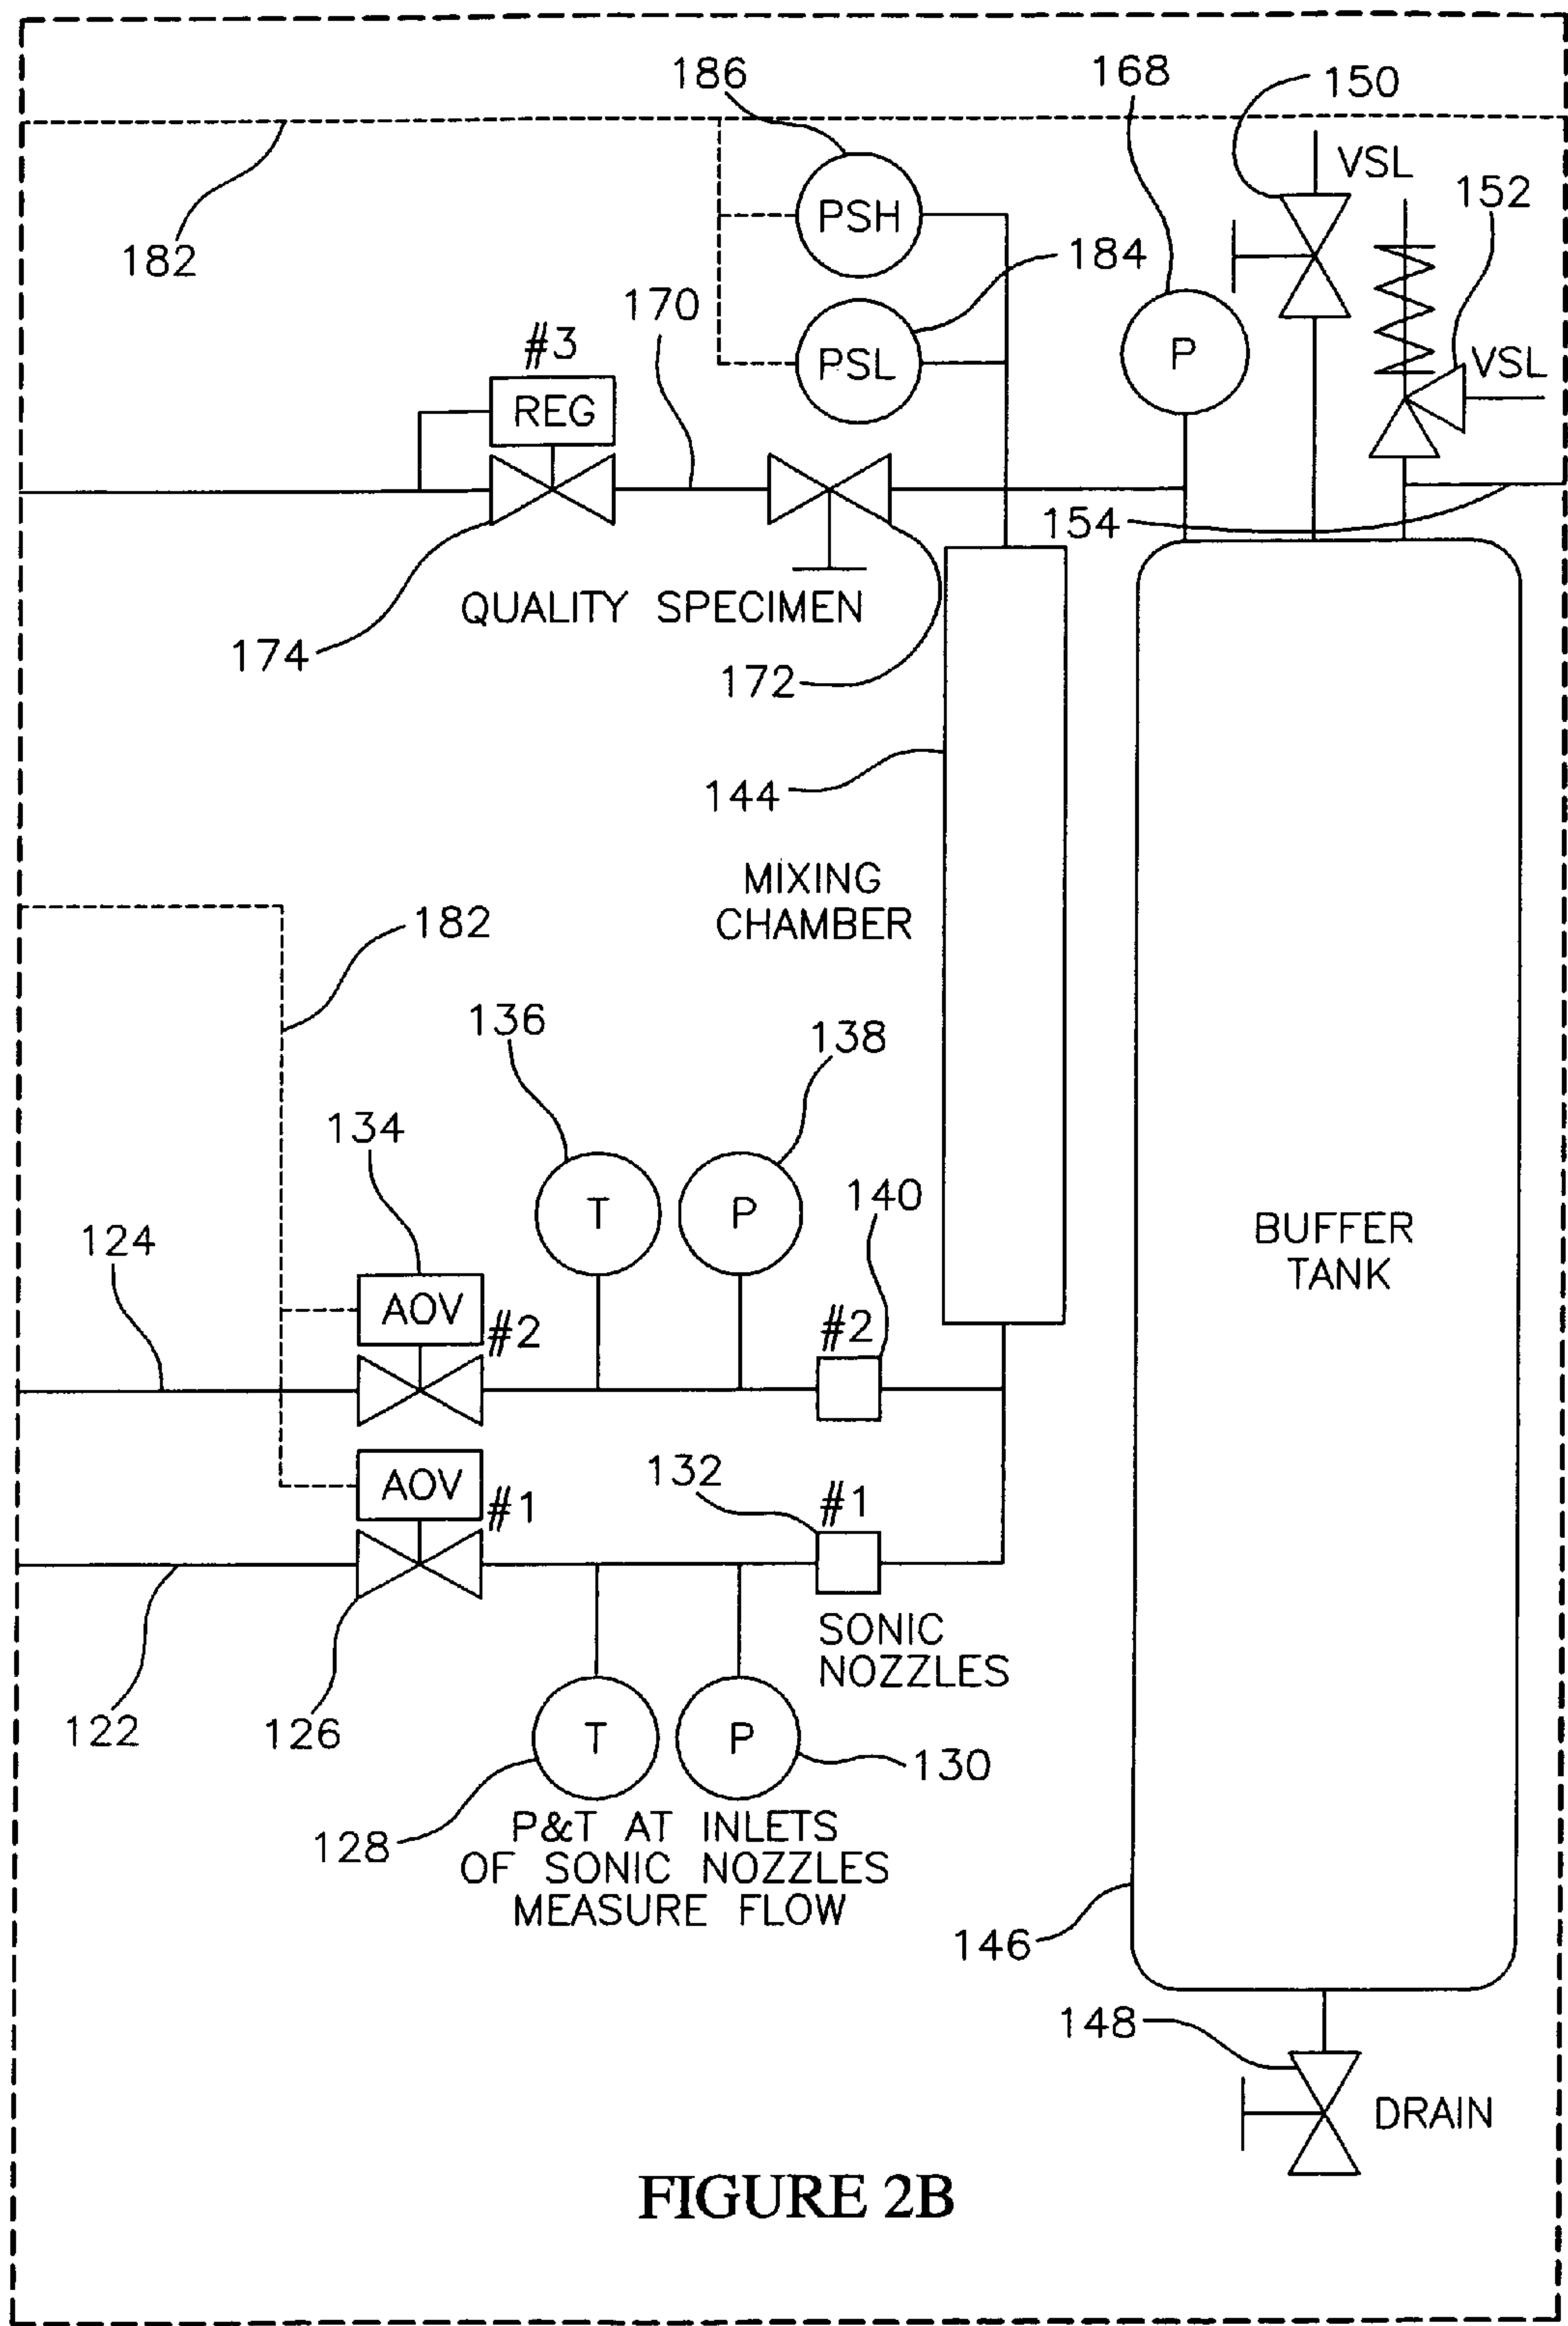 186
168
150
VSL
152
PSH
182
184
170
#3
PSL
P
VSL
REG
154
QUALITY SPECIMEN
174
172
144
MIXING
CHAMBER
182
136
138
134
140
124
T
P
BUFFER
TANK
AOV
#2
#2
132
AOV
#1
#1
SONIC
NOZZLES
122
126
T
P
130
128
P&T AT INLETS
OF SONIC NOZZLES
MEASURE FLOW
146
148
DRAIN
FIGURE 2B